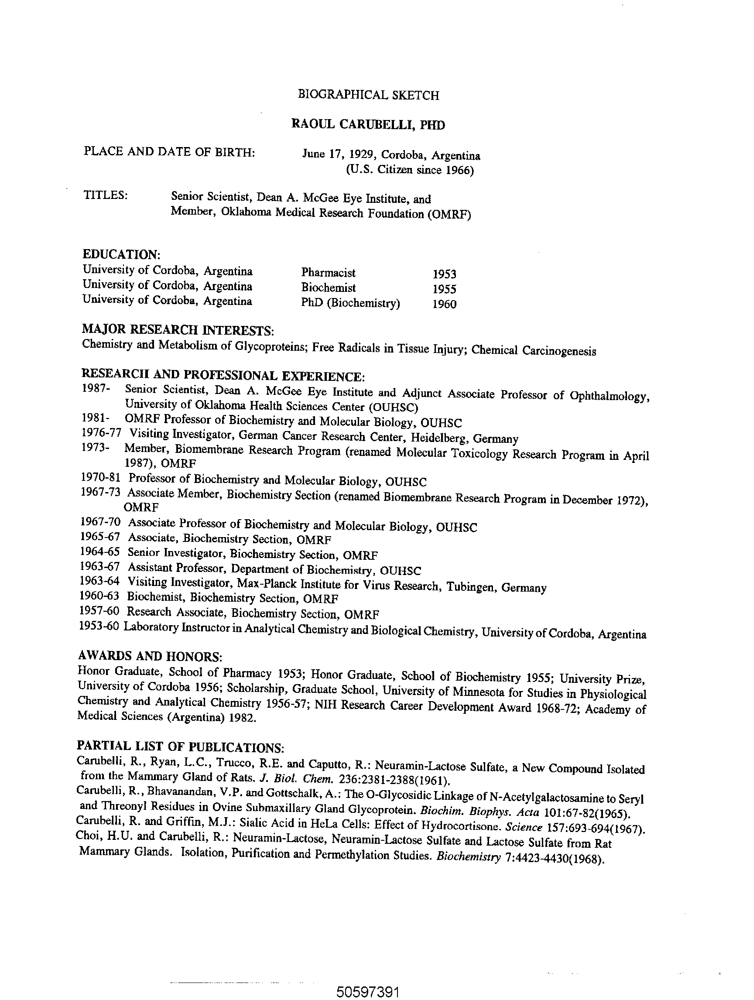 BIOGRAPHICAL SKETCH
RAOUL CARUBELLI, PHD
PLACE AND DATE OF BIRTH: June 17, 1929, Cordoba, Argentina
(U.S. Citizen since 1966)
TITLES: Senior Scientist, Dean A. McGee Eye Institute, and
Member, Oklahoma Medical Research Foundation (OMRF)
EDUCATION:
University of Cordoba, Argentina Pharmacist 1953
University of Cordoba, Argentina Biochemist 1955
University of Cordoba, Argentina PhD (Biochemistry) 1960
MAJOR RESEARCH INTERESTS:
Chemistry and Metabolism of Glycoproteins; Free Radicals in Tissue Injury; Chemical Carcinogenesis
RESEARCH AND PROFESSIONAL EXPERIENCE:
1987- Senior Scientist, Dean A. McGee Eye Institute and Adjunct Associate Professor of Ophthalmology,
University of Oklahoma Health Sciences Center (OUHSC)
1981- OMRF Professor of Biochemistry and Molecular Biology, OUHSC
1976-77 Visiting Investigator, German Cancer Research Center, Heidelberg, Germany
1973- Member, Biomembrane Research Program (renamed Molecular Toxicology Research Program in April
1987), OMRF
1970-81 Professor of Biochemistry and Molecular Biology, OUHSC
1967-73 Associate Member, Biochemistry Section (renamed Biomembrane Research Program in December 1972),
OMRF
1967-70 Associate Professor of Biochemistry and Molecular Biology, OUHSC
1965-67 Associate, Biochemistry Section, OMRF
1964-65 Senior Investigator, Biochemistry Section, OMRF
1963-67 Assistant Professor, Department of Biochemistry, OUHSC
1963-64 Visiting Investigator, Max-Planck Institute for Virus Research, Tubingen, Germany
1960-63 Biochemist, Biochemistry Section, OMRF
1957-60 Research Associate, Biochemistry Section, OMRF
1953-60 Laboratory Instructor in Analytical Chemistry and Biological Chemistry, University of Cordoba, Argentina
AWARDS AND HONORS:
Honor Graduate, School of Pharmacy 1953; Honor Graduate, School of Biochemistry 1955; University Prize,
University of Cordoba 1956; Scholarship, Graduate School, University of Minnesota for Studies in Physiological
Chemistry and Analytical Chemistry 1956-57; NIH Research Career Development Award 1968-72; Academy of
Medical Sciences (Argentina) 1982.
PARTIAL LIST OF PUBLICATIONS:
Carubelli, R., Ryan, L.C., Trucco, R.E. and Caputto, R.: Neuramin-Lactose Sulfate, a New Compound Isolated
from the Mammary Gland of Rats. J. Biol. Chem. 236:2381-2388(1961).
Carubelli, R., Bhavanandan, V.P. and Gottschalk, A.: The O-Glycosidic Linkage of N-Acetylgalactosamine to Seryl
and Threonyl Residues in Ovine Submaxillary Gland Glycoprotein. Biochim. Biophys. Acta 101:67-82(1965).
Carubelli, R. and Griffin, M.J.: Sialic Acid in HeLa Cells: Effect of Hydrocortisone. Science 157:693-694(1967).
Choi, H.U. and Carubelli, R.: Neuramin-Lactose, Neuramin-Lactose Sulfate and Lactose Sulfate from Rat
Mammary Glands. Isolation, Purification and Permethylation Studies. Biochemistry 7:4423-4430(1968).
50597391